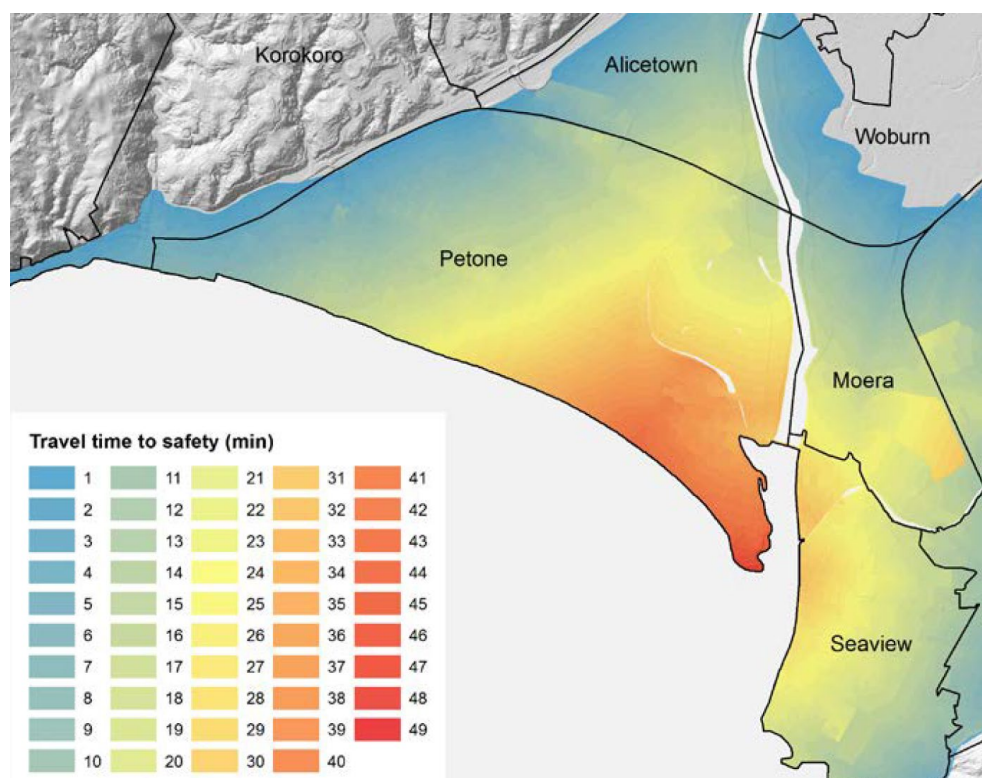 Korokoro
Alicetown
Woburn
Petone
Moera
Seaview
Travel time to safety (min)
1 11 21 31 41
2 12 22 32 42
3 13 23 33 43
4 14 24 34 44
5 15 25 35 45
6 16 26 36 46
7 17 27 37 47
8 18 28 38 48
9 19 29 39 49
10 20 30 40